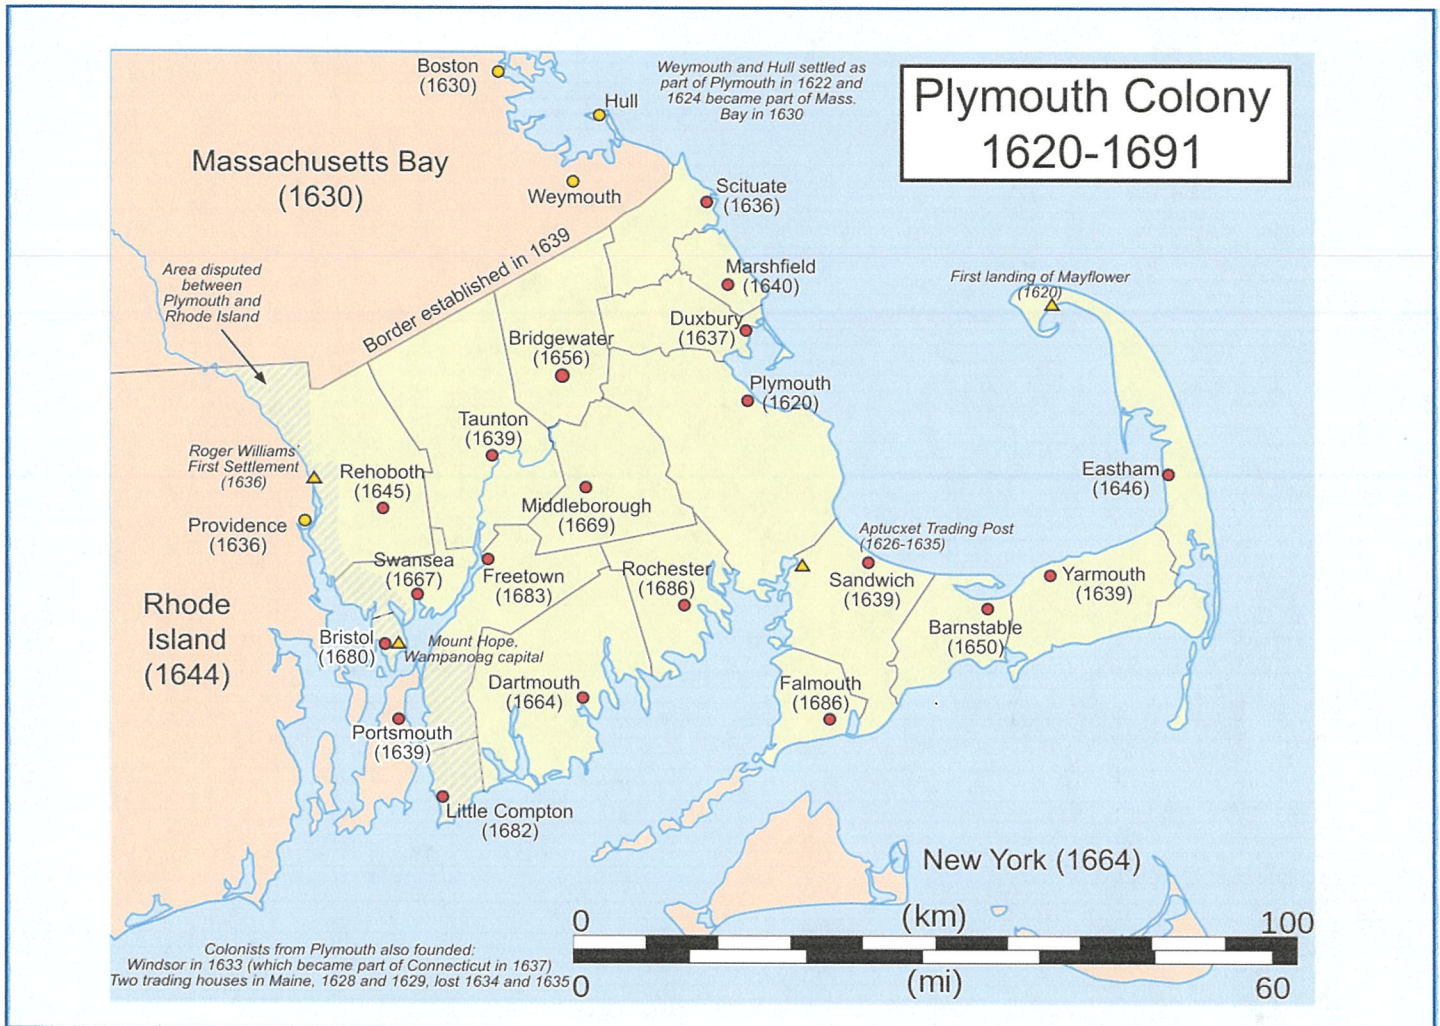 Plymouth Colony
1620-1691
Boston
(1630)
Weymouth and Hull settled as
part of Plymouth in 1622 and
1624 became part of Mass.
Bay in 1630
Hull
Massachusetts Bay
(1630)
Weymouth
Scituate
(1636)
Border established in 1639
Area disputed
between
Plymouth and
Rhode Island
Marshfield
(1640)
First landing of Mayflower
(1620)
Duxbury
(1637)
Bridgewater
(1656)
Plymouth
(1620)
Taunton
(1639)
Roger Williams'
First Settlement
(1636)
Rehoboth
(1645)
Eastham
(1646)
Middleborough
(1669)
Providence
(1636)
Aptucxet Trading Post
(1626-1635)
Swansea
(1667)
Freetown
(1683)
Rochester
(1686)
Sandwich
(1639)
Yarmouth
(1639)
Rhode
Island
(1644)
Bristol
(1680)
Mount Hope,
Wampanoag capital
Barnstable
(1650)
Dartmouth
(1664)
Falmouth
(1686)
Portsmouth
(1639)
Little Compton
(1682)
New York (1664)
0 (km) 100
0 (mi) 60
Colonists from Plymouth also founded:
Windsor in 1633 (which became part of Connecticut in 1637)
Two trading houses in Maine, 1628 and 1629, lost 1634 and 1635